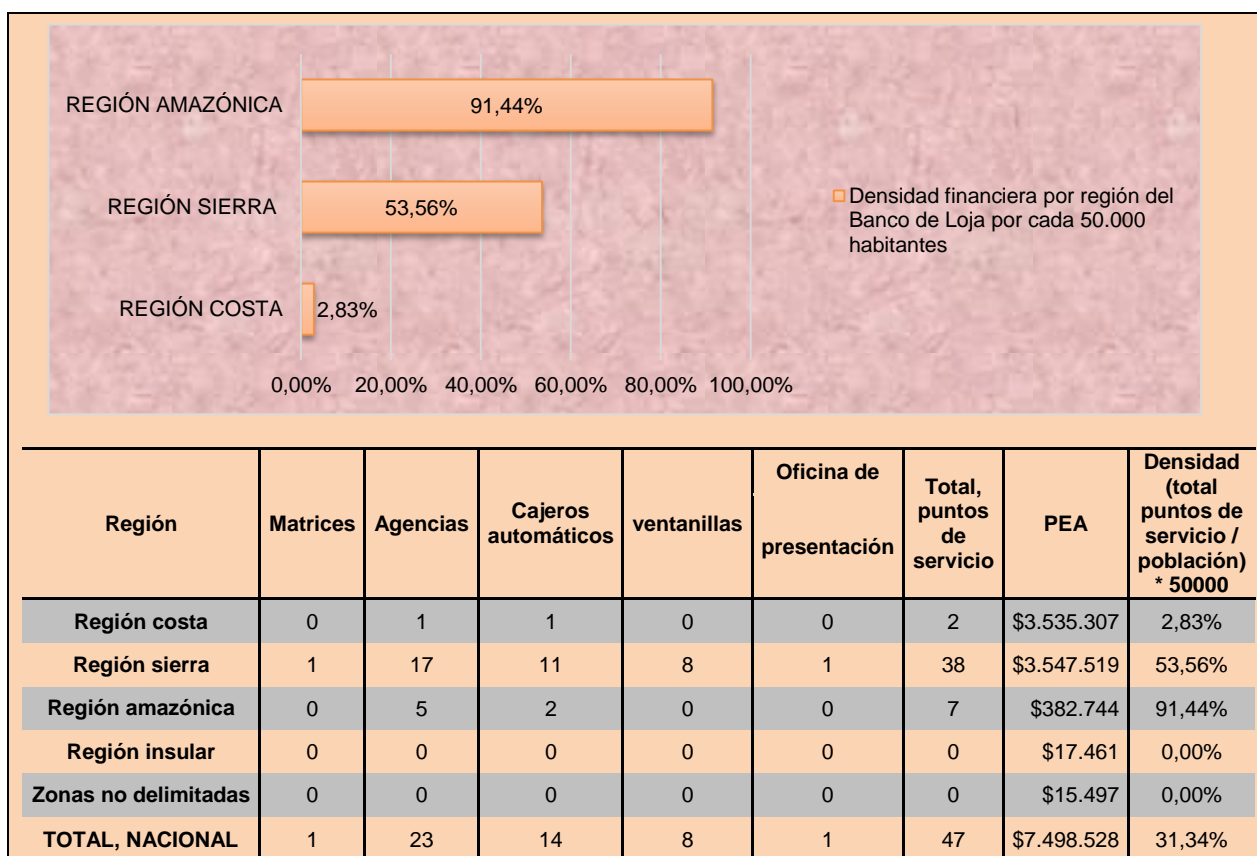 REGIÓN AMAZÓNICA
91,44%
REGIÓN SIERRA
53,56%
REGIÓN COSTA
2,83%
0,00% 20,00% 40,00% 60,00% 80,00% 100,00%
Densidad financiera por región del
Banco de Loja por cada 50.000
habitantes
Región Matrices Agencias Cajeros automáticos ventanillas Oficina de presentación Total, puntos de servicio PEA Densidad (total puntos de servicio / población) * 50000
Región costa 0 1 1 0 0 2 $3.535.307 2,83%
Región sierra 1 17 11 8 1 38 $3.547.519 53,56%
Región amazónica 0 5 2 0 0 7 $382.744 91,44%
Región insular 0 0 0 0 0 0 $17.461 0,00%
Zonas no delimitadas 0 0 0 0 0 0 $15.497 0,00%
TOTAL, NACIONAL 1 23 14 8 1 47 $7.498.528 31,34%